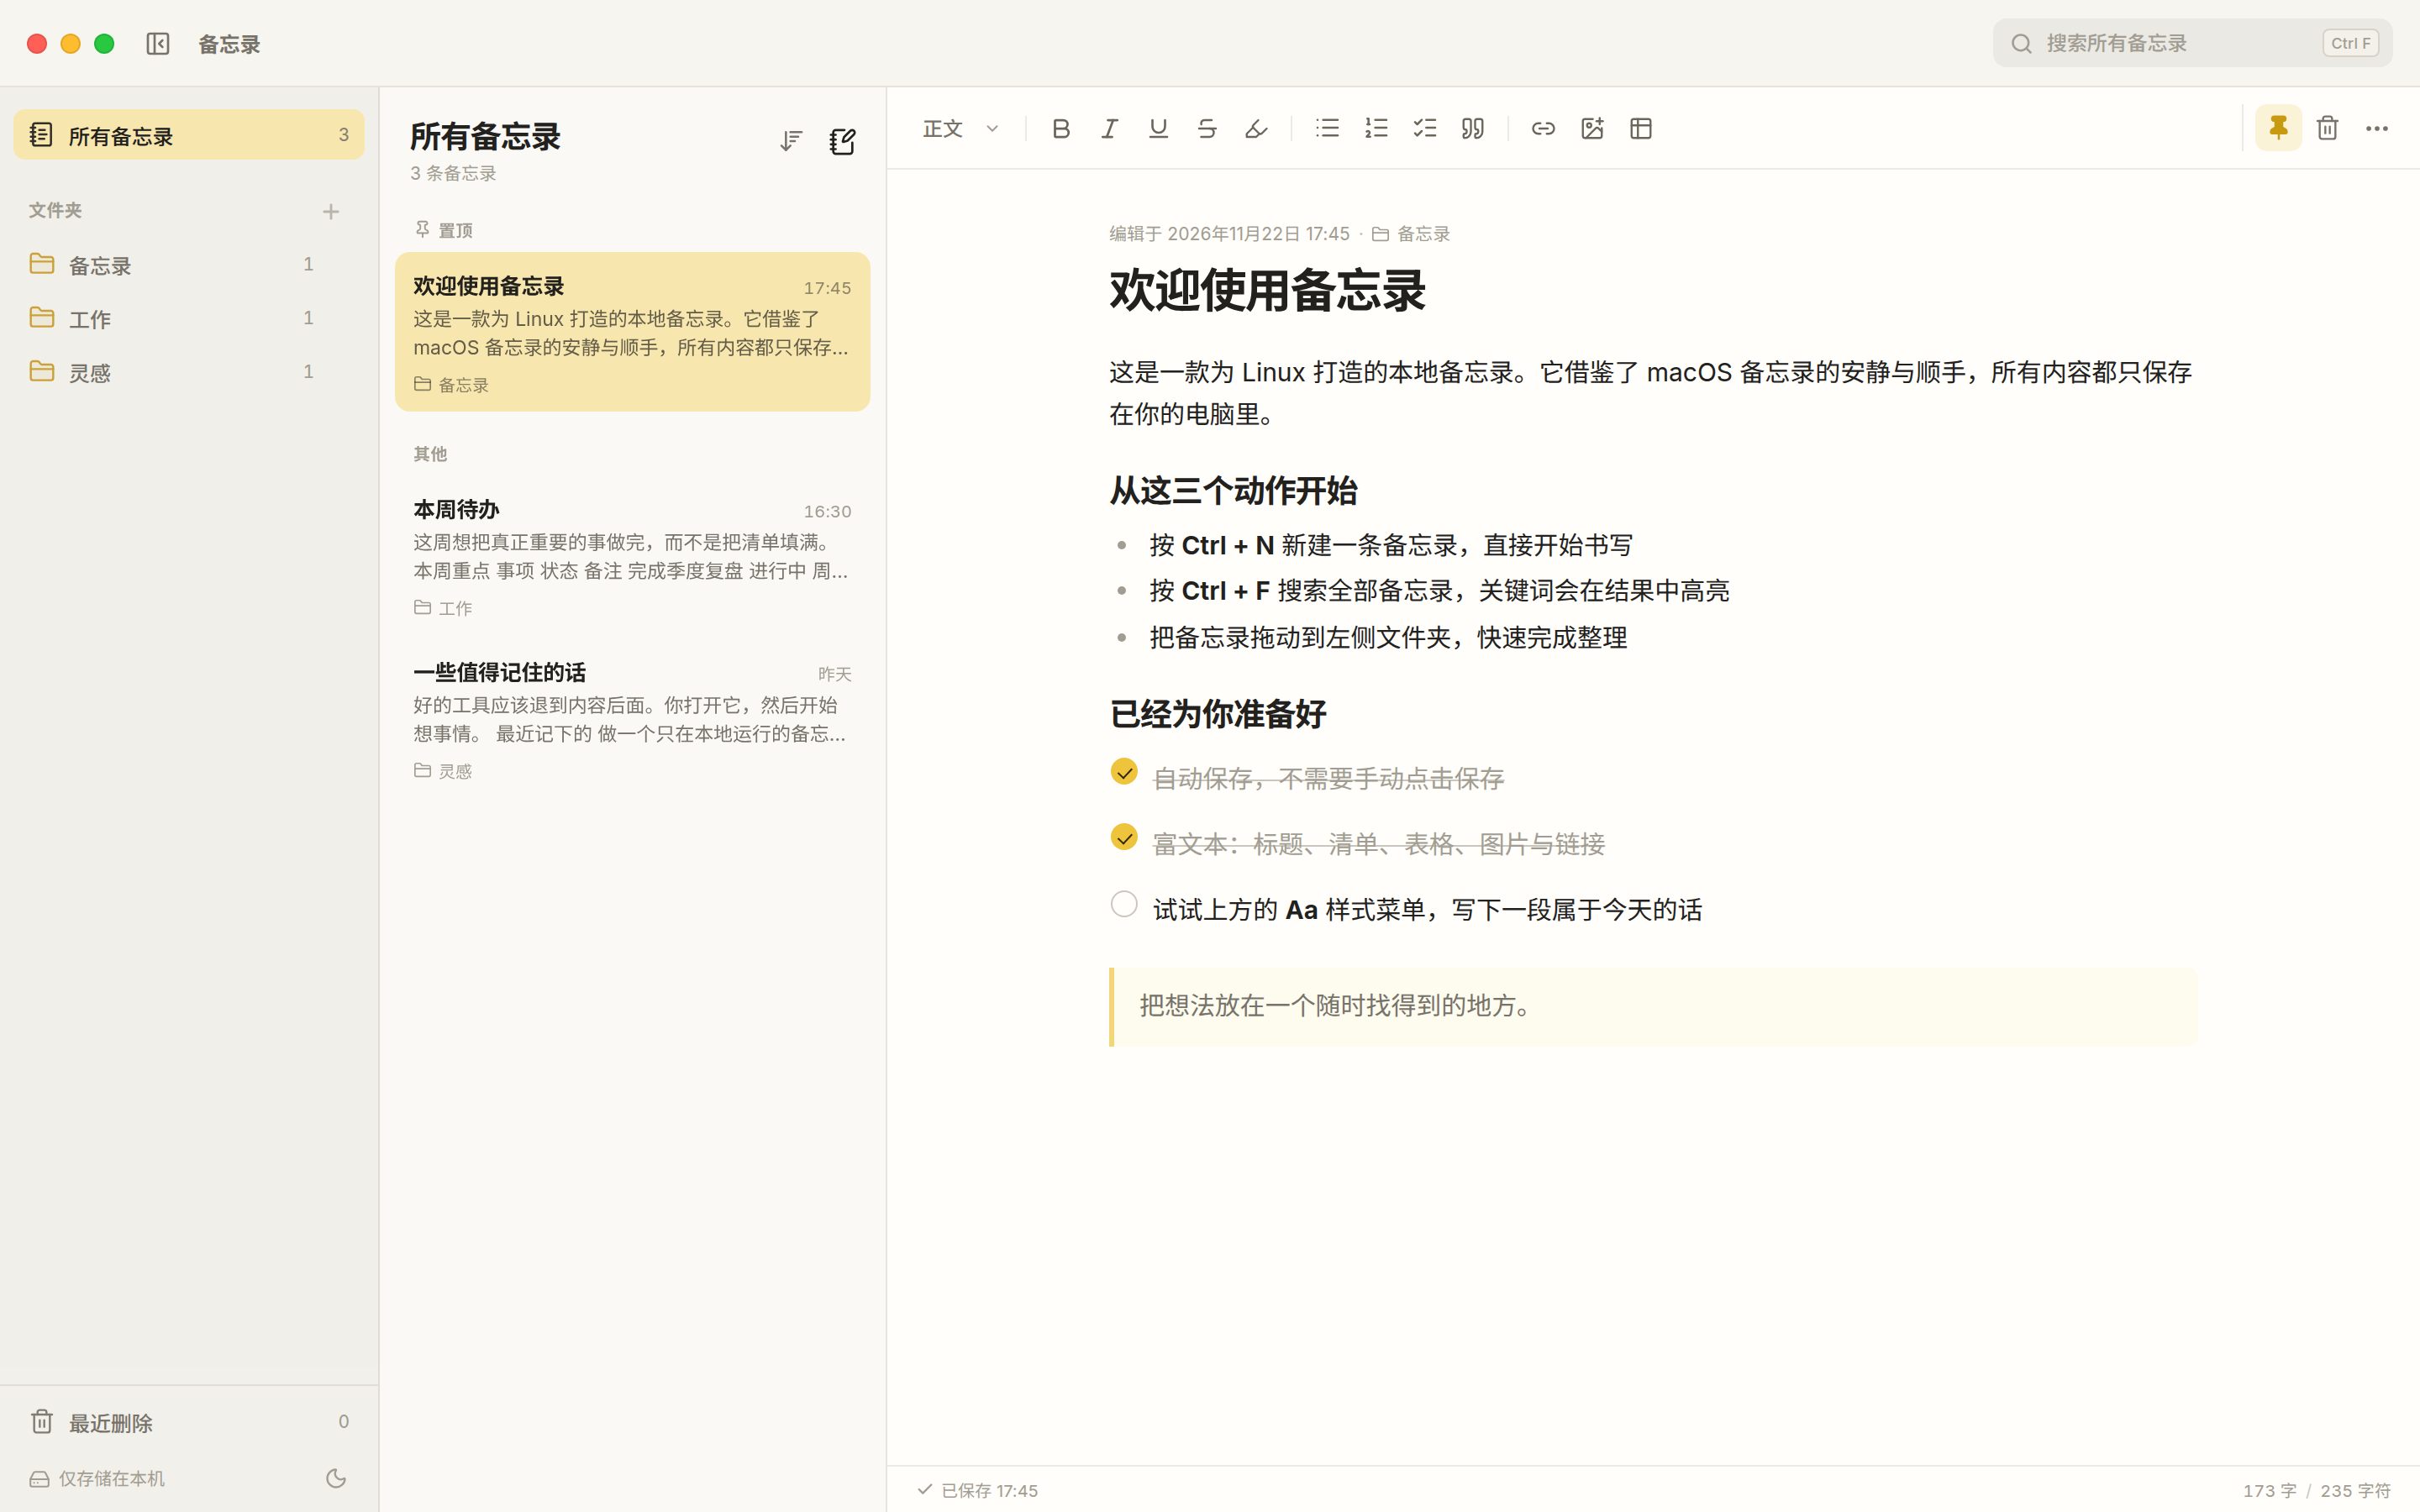 备忘录
搜索所有备忘录
Ctrl F
所有备忘录
3
文件夹
备忘录
1
工作
1
灵感
1
最近删除
0
仅存储在本机
所有备忘录
3 条备忘录
置顶
欢迎使用备忘录
17:45
这是一款为 Linux 打造的本地备忘录。它借鉴了
macOS 备忘录的安静与顺手，所有内容都只保存...
备忘录
其他
本周待办
16:30
这周想把真正重要的事做完，而不是把清单填满。
本周重点 事项 状态 备注 完成季度复盘 进行中 周...
工作
一些值得记住的话
昨天
好的工具应该退到内容后面。你打开它，然后开始
想事情。 最近记下的 做一个只在本地运行的备忘...
灵感
正文
编辑于 2026年11月22日 17:45 · 备忘录
欢迎使用备忘录
这是一款为 Linux 打造的本地备忘录。它借鉴了 macOS 备忘录的安静与顺手，所有内容都只保存
在你的电脑里。
从这三个动作开始
按 Ctrl + N 新建一条备忘录，直接开始书写
按 Ctrl + F 搜索全部备忘录，关键词会在结果中高亮
把备忘录拖动到左侧文件夹，快速完成整理
已经为你准备好
自动保存，不需要手动点击保存
富文本：标题、清单、表格、图片与链接
试试上方的 Aa 样式菜单，写下一段属于今天的话
把想法放在一个随时找得到的地方。
已保存 17:45
173 字 / 235 字符